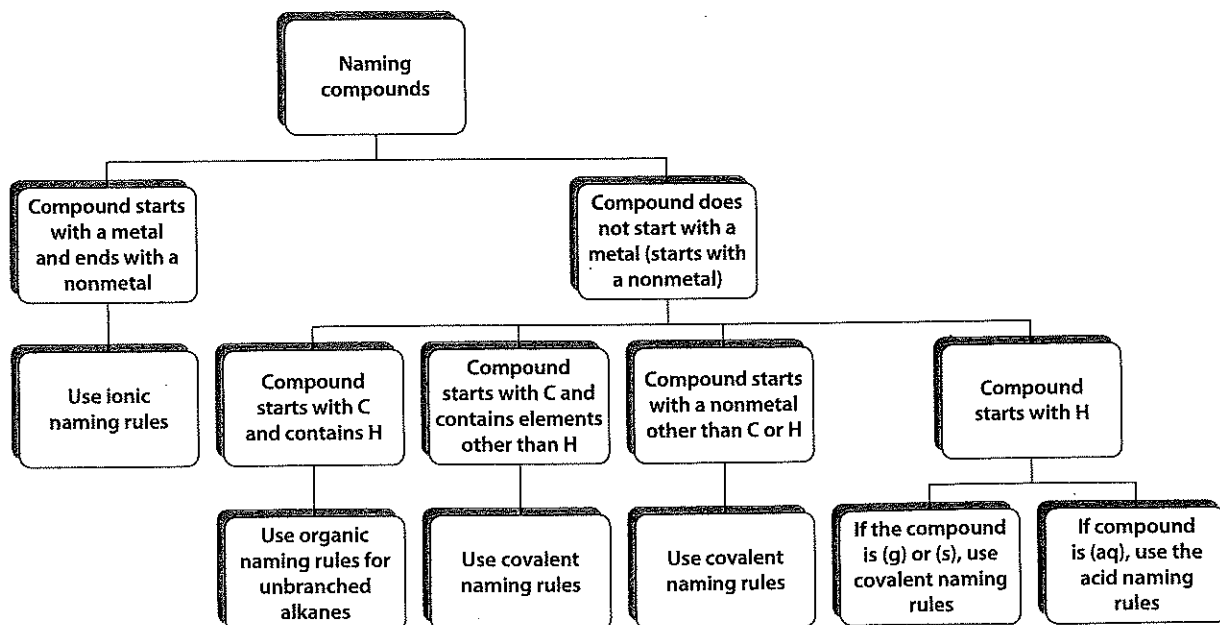 Naming
compounds
Compound starts
with a metal
and ends with a
nonmetal
Compound does
not start with a
metal (starts with
a nonmetal)
Use ionic
naming rules
Compound
starts with C
and contains H
Compound
starts with C and
contains elements
other than H
Compound starts
with a nonmetal
other than C or H
Compound
starts with H
Use organic
naming rules for
unbranched
alkanes
Use covalent
naming rules
Use covalent
naming rules
If the compound
is (g) or (s), use
covalent naming
rules
If compound
is (aq), use the
acid naming
rules